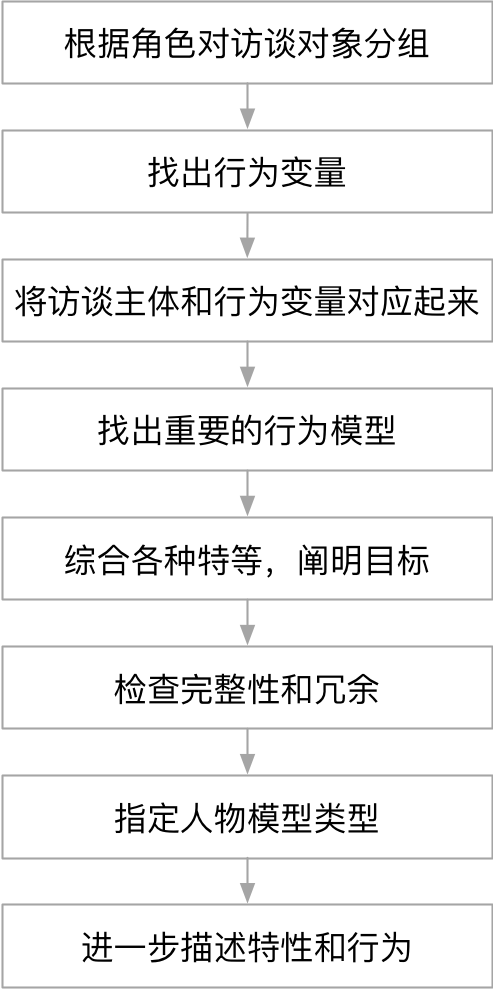 根据角色对访谈对象分组
找出行为变量
将访谈主体和行为变量对应起来
找出重要的行为模型
综合各种特等，阐明目标
检查完整性和冗余
指定人物模型类型
进一步描述特性和行为